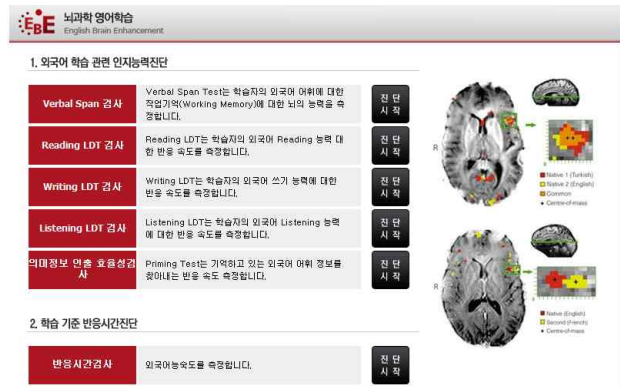 EBE 뇌과학 영어학습
English Brain Enhancement
1. 외국어 학습 관련 인지능력진단
Verbal Span 검사
Verbal Span Test는 학습자의 외국어 어휘에 대한
작업기억(Working Memory)에 대한 뇌의 능력을 측
정합니다.
진 단
시 작
Reading LDT 검사
Reading LDT는 학습자의 외국어 Reading 능력 대
한 반응 속도를 측정합니다.
진 단
시 작
Writing LDT 검사
Writing LDT는 학습자의 외국어 쓰기 능력에 대한
반응 속도를 측정합니다.
진 단
시 작
Listening LDT 검사
Listening LDT는 학습자의 외국어 Listening 능력
에 대한 반응 속도를 측정합니다.
진 단
시 작
의미정보 인출 효율성검
사
Priming Test는 기억하고 있는 외국어 어휘 정보를
찾아내는 반응 속도 측정합니다.
진 단
시 작
2. 학습 기준 반응시간진단
반응시간검사
외국어능숙도를 측정합니다.
진 단
시 작
R
Native 1 (Turkish)
Native 2 (English)
Common
Centre-of-mass
R
Native (English)
Second (French)
Centre-of-mass